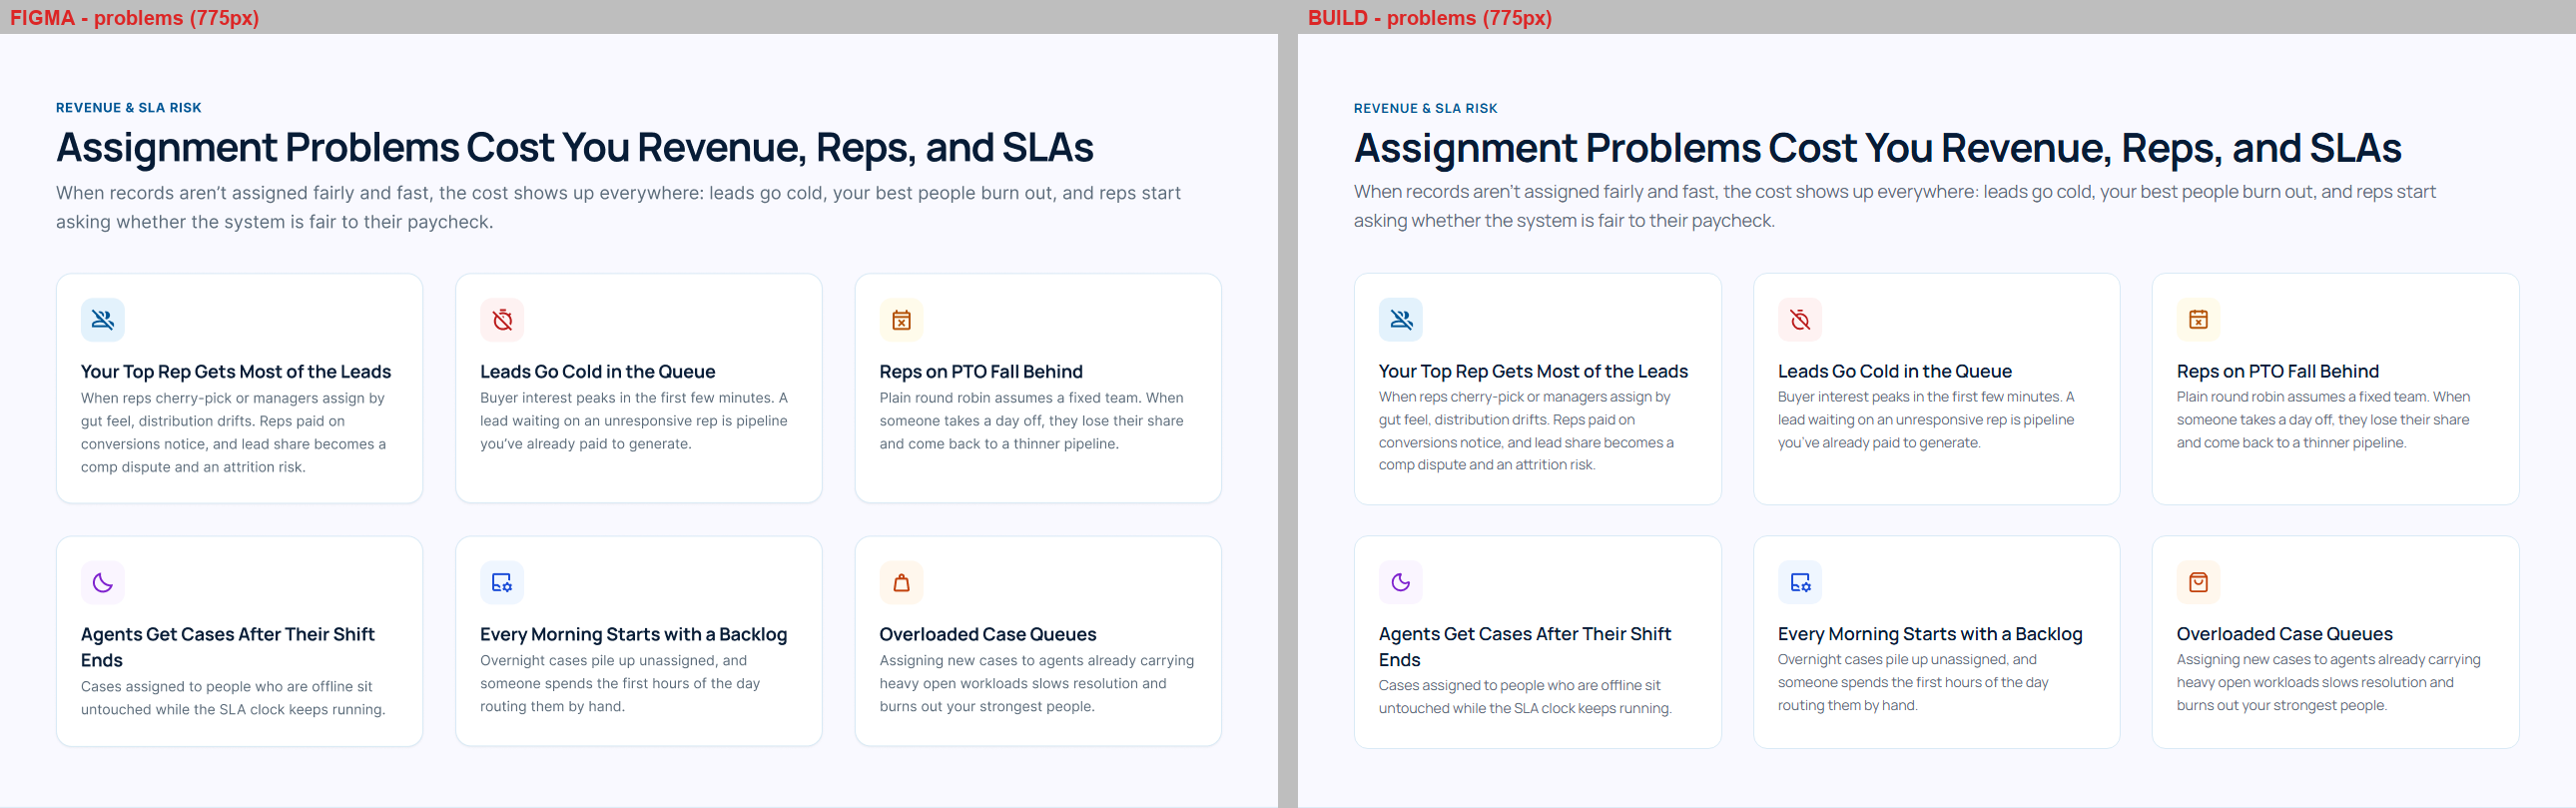 FIGMA - problems (775px)
REVENUE & SLA RISK
Assignment Problems Cost You Revenue, Reps, and SLAs
When records aren’t assigned fairly and fast, the cost shows up everywhere: leads go cold, your best people burn out, and reps start
asking whether the system is fair to their paycheck.
Your Top Rep Gets Most of the Leads
When reps cherry-pick or managers assign by
gut feel, distribution drifts. Reps paid on
conversions notice, and lead share becomes a
comp dispute and an attrition risk.
Leads Go Cold in the Queue
Buyer interest peaks in the first few minutes. A
lead waiting on an unresponsive rep is pipeline
you’ve already paid to generate.
Reps on PTO Fall Behind
Plain round robin assumes a fixed team. When
someone takes a day off, they lose their share
and come back to a thinner pipeline.
Agents Get Cases After Their Shift
Ends
Cases assigned to people who are offline sit
untouched while the SLA clock keeps running.
Every Morning Starts with a Backlog
Overnight cases pile up unassigned, and
someone spends the first hours of the day
routing them by hand.
Overloaded Case Queues
Assigning new cases to agents already carrying
heavy open workloads slows resolution and
burns out your strongest people.
BUILD - problems (775px)
REVENUE & SLA RISK
Assignment Problems Cost You Revenue, Reps, and SLAs
When records aren’t assigned fairly and fast, the cost shows up everywhere: leads go cold, your best people burn out, and reps start
asking whether the system is fair to their paycheck.
Your Top Rep Gets Most of the Leads
When reps cherry-pick or managers assign by
gut feel, distribution drifts. Reps paid on
conversions notice, and lead share becomes a
comp dispute and an attrition risk.
Leads Go Cold in the Queue
Buyer interest peaks in the first few minutes. A
lead waiting on an unresponsive rep is pipeline
you’ve already paid to generate.
Reps on PTO Fall Behind
Plain round robin assumes a fixed team. When
someone takes a day off, they lose their share
and come back to a thinner pipeline.
Agents Get Cases After Their Shift
Ends
Cases assigned to people who are offline sit
untouched while the SLA clock keeps running.
Every Morning Starts with a Backlog
Overnight cases pile up unassigned, and
someone spends the first hours of the day
routing them by hand.
Overloaded Case Queues
Assigning new cases to agents already carrying
heavy open workloads slows resolution and
burns out your strongest people.